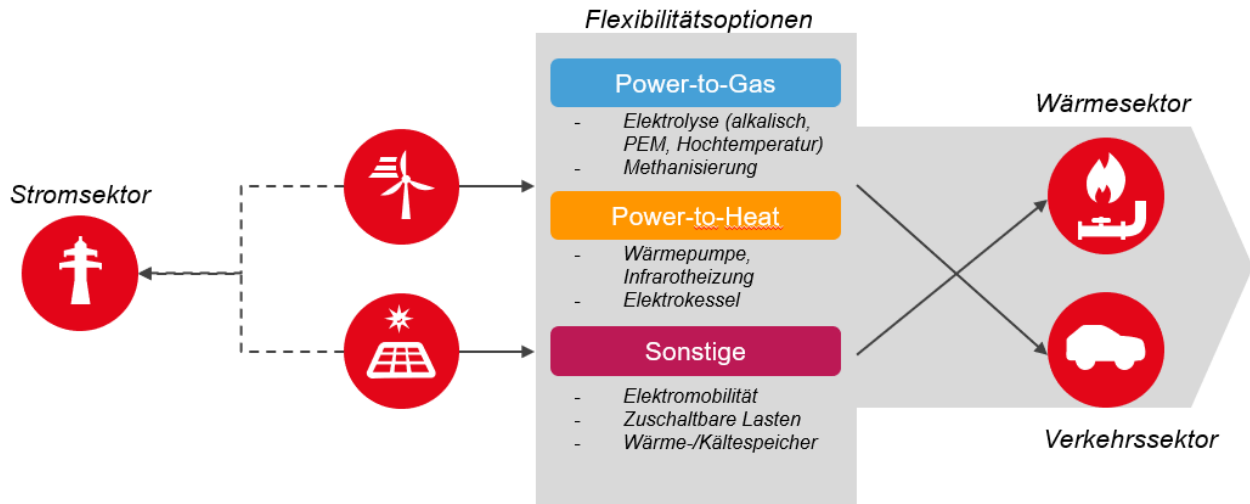 Flexibilitätsoptionen
Power-to-Gas
- Elektrolyse (alkalisch,
PEM, Hochtemperatur)
- Methanisierung
Power-to-Heat
- Wärmepumpe,
Infrarotheizung
- Elektrokessel
Sonstige
- Elektromobilität
- Zuschaltbare Lasten
- Wärme-/Kältespeicher
Stromsektor
Wärmesektor
Verkehrssektor